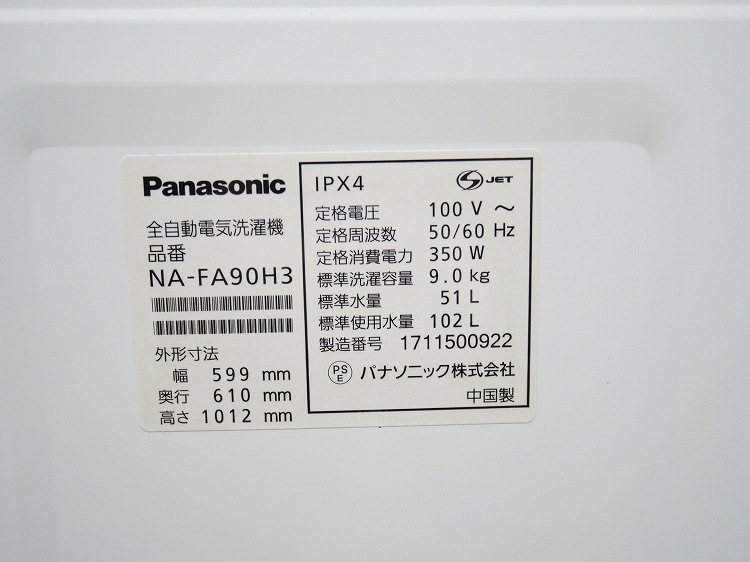 Panasonic
全自動電気洗濯機
品番
NA-FA90H3
外形寸法
幅 599 mm
奥行 610 mm
高さ 1012 mm
IPX4 S JET
定格電圧 100 V ～
定格周波数 50/60 Hz
定格消費電力 350 W
標準洗濯容量 9.0 kg
標準水量 51 L
標準使用水量 102 L
製造番号 1711500922
PS E パナソニック株式会社
中国製